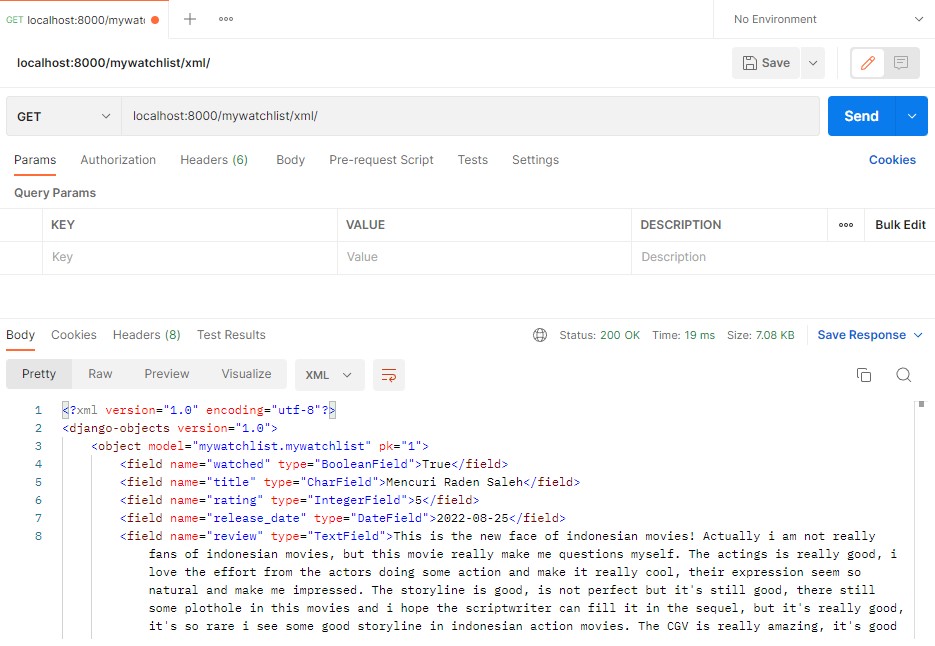 GET localhost:8000/mywatc
No Environment
localhost:8000/mywatchlist/xml/
Save
GET localhost:8000/mywatchlist/xml/ Send
Params Authorization Headers (6) Body Pre-request Script Tests Settings Cookies
Query Params
KEY VALUE DESCRIPTION Bulk Edit
Key Value Description
Body Cookies Headers (8) Test Results Status: 200 OK Time: 19 ms Size: 7.08 KB Save Response
Pretty Raw Preview Visualize XML
1 <?xml version="1.0" encoding="utf-8"?>
2 <django-objects version="1.0">
3 <object model="mywatchlist.mywatchlist" pk="1">
4 <field name="watched" type="BooleanField">True</field>
5 <field name="title" type="CharField">Mencuri Raden Saleh</field>
6 <field name="rating" type="IntegerField">5</field>
7 <field name="release_date" type="DateField">2022-08-25</field>
8 <field name="review" type="TextField">This is the new face of indonesian movies! Actually i am not really
fans of indonesian movies, but this movie really make me questions myself. The actings is really good, i
love the effort from the actors doing some action and make it really cool, their expression seem so
natural and make me impressed. The storyline is good, is not perfect but it's still good, there still
some plothole in this movies and i hope the scriptwriter can fill it in the sequel, but it's really good,
it's so rare i see some good storyline in indonesian action movies. The CGV is really amazing, it's good